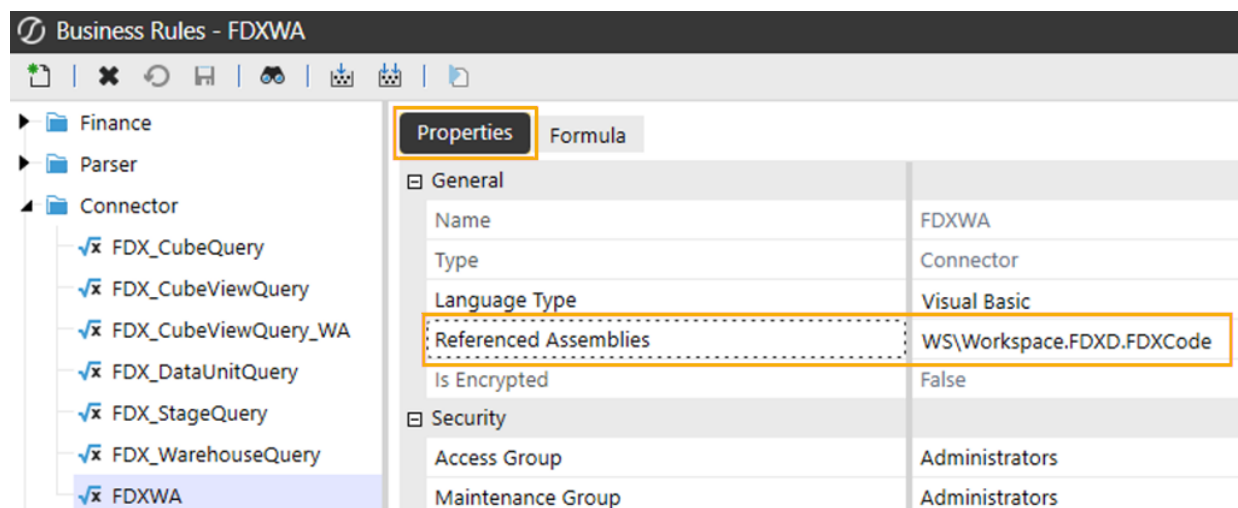 Business Rules - FDXWA
Finance
Parser
Connector
FDX_CubeQuery
FDX_CubeViewQuery
FDX_CubeViewQuery_WA
FDX_DataUnitQuery
FDX_StageQuery
FDX_WarehouseQuery
FDXWA
Properties Formula
General
Name FDXWA
Type Connector
Language Type Visual Basic
Referenced Assemblies WS\Workspace.FDXD.FDXCode
Is Encrypted False
Security
Access Group Administrators
Maintenance Group Administrators